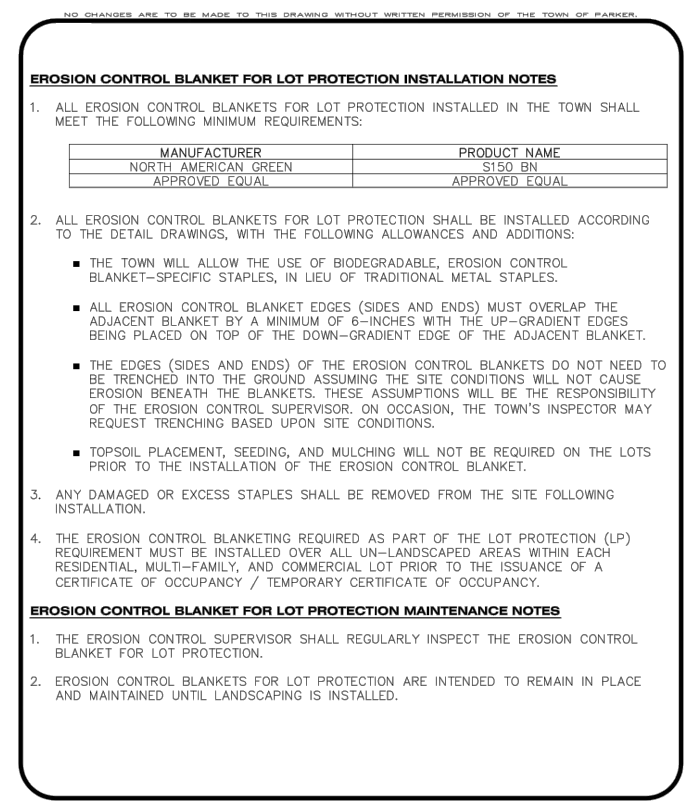 NO CHANGES ARE TO BE MADE TO THIS DRAWING WITHOUT WRITTEN PERMISSION OF THE TOWN OF PARKER.
EROSION CONTROL BLANKET FOR LOT PROTECTION INSTALLATION NOTES
1. ALL EROSION CONTROL BLANKETS FOR LOT PROTECTION INSTALLED IN THE TOWN SHALL
MEET THE FOLLOWING MINIMUM REQUIREMENTS:
MANUFACTURER PRODUCT NAME
NORTH AMERICAN GREEN S150 BN
APPROVED EQUAL APPROVED EQUAL
2. ALL EROSION CONTROL BLANKETS FOR LOT PROTECTION SHALL BE INSTALLED ACCORDING
TO THE DETAIL DRAWINGS, WITH THE FOLLOWING ALLOWANCES AND ADDITIONS:
■ THE TOWN WILL ALLOW THE USE OF BIODEGRADABLE, EROSION CONTROL
BLANKET–SPECIFIC STAPLES, IN LIEU OF TRADITIONAL METAL STAPLES.
■ ALL EROSION CONTROL BLANKET EDGES (SIDES AND ENDS) MUST OVERLAP THE
ADJACENT BLANKET BY A MINIMUM OF 6–INCHES WITH THE UP–GRADIENT EDGES
BEING PLACED ON TOP OF THE DOWN–GRADIENT EDGE OF THE ADJACENT BLANKET.
■ THE EDGES (SIDES AND ENDS) OF THE EROSION CONTROL BLANKETS DO NOT NEED TO
BE TRENCHED INTO THE GROUND ASSUMING THE SITE CONDITIONS WILL NOT CAUSE
EROSION BENEATH THE BLANKETS. THESE ASSUMPTIONS WILL BE THE RESPONSIBILITY
OF THE EROSION CONTROL SUPERVISOR. ON OCCASION, THE TOWN'S INSPECTOR MAY
REQUEST TRENCHING BASED UPON SITE CONDITIONS.
■ TOPSOIL PLACEMENT, SEEDING, AND MULCHING WILL NOT BE REQUIRED ON THE LOTS
PRIOR TO THE INSTALLATION OF THE EROSION CONTROL BLANKET.
3. ANY DAMAGED OR EXCESS STAPLES SHALL BE REMOVED FROM THE SITE FOLLOWING
INSTALLATION.
4. THE EROSION CONTROL BLANKETING REQUIRED AS PART OF THE LOT PROTECTION (LP)
REQUIREMENT MUST BE INSTALLED OVER ALL UN–LANDSCAPED AREAS WITHIN EACH
RESIDENTIAL, MULTI–FAMILY, AND COMMERCIAL LOT PRIOR TO THE ISSUANCE OF A
CERTIFICATE OF OCCUPANCY / TEMPORARY CERTIFICATE OF OCCUPANCY.
EROSION CONTROL BLANKET FOR LOT PROTECTION MAINTENANCE NOTES
1. THE EROSION CONTROL SUPERVISOR SHALL REGULARLY INSPECT THE EROSION CONTROL
BLANKET FOR LOT PROTECTION.
2. EROSION CONTROL BLANKETS FOR LOT PROTECTION ARE INTENDED TO REMAIN IN PLACE
AND MAINTAINED UNTIL LANDSCAPING IS INSTALLED.